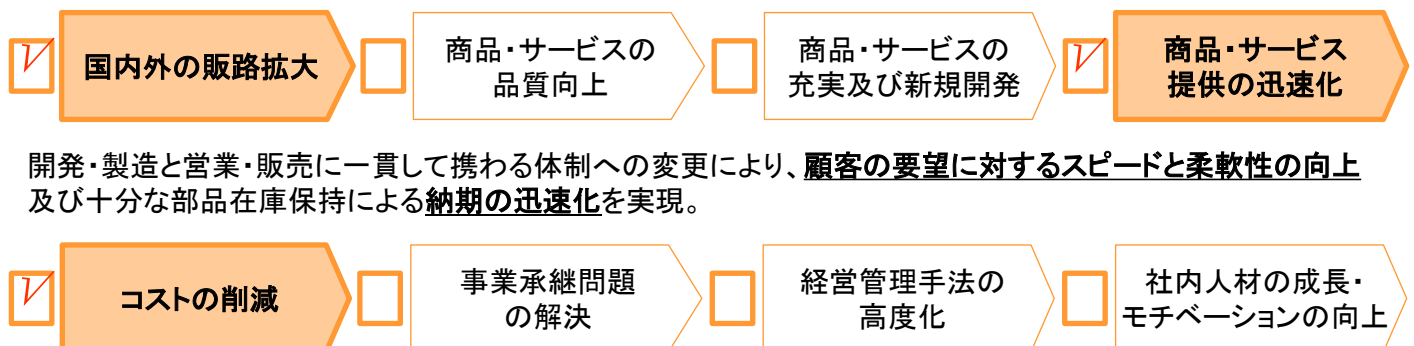 国内外の販路拡大
商品・サービスの
品質向上
商品・サービスの
充実及び新規開発
商品・サービス
提供の迅速化
開発・製造と営業・販売に一貫して携わる体制への変更により、顧客の要望に対するスピードと柔軟性の向上
及び十分な部品在庫保持による納期の迅速化を実現。
コストの削減
事業承継問題
の解決
経営管理手法の
高度化
社内人材の成長・
モチベーションの向上